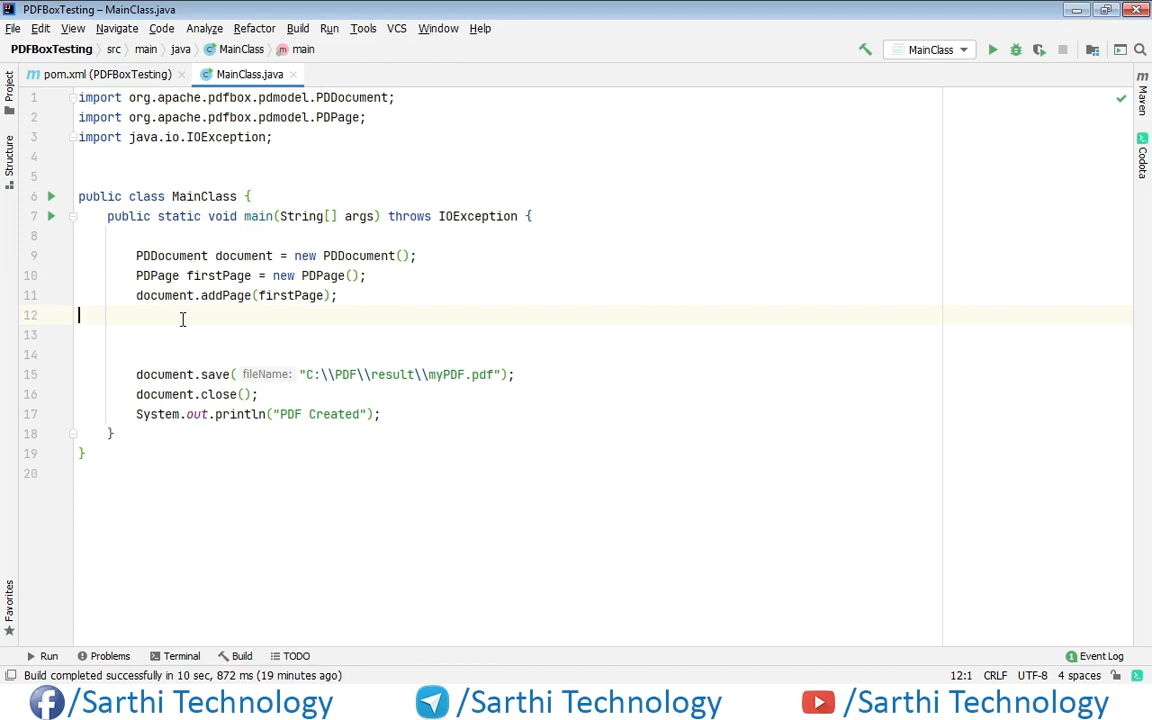 PDFBoxTesting – MainClass.java
File Edit View Navigate Code Analyze Refactor Build Run Tools VCS Window Help
PDFBoxTesting src main java MainClass main
MainClass
pom.xml (PDFBoxTesting)
MainClass.java
Project
Structure
Favorites
Maven
Codota
1 import org.apache.pdfbox.pdmodel.PDDocument;
2 import org.apache.pdfbox.pdmodel.PDPage;
3 import java.io.IOException;
4
5
6 public class MainClass {
7 public static void main(String[] args) throws IOException {
8
9 PDDocument document = new PDDocument();
10 PDPage firstPage = new PDPage();
11 document.addPage(firstPage);
12
13
14
15 document.save( fileName: "C:\\PDF\\result\\myPDF.pdf");
16 document.close();
17 System.out.println("PDF Created");
18 }
19 }
20
Run Problems Terminal Build TODO
1 Event Log
Build completed successfully in 10 sec, 872 ms (19 minutes ago)
12:1 CRLF UTF-8 4 spaces
/Sarthi Technology /Sarthi Technology /Sarthi Technology